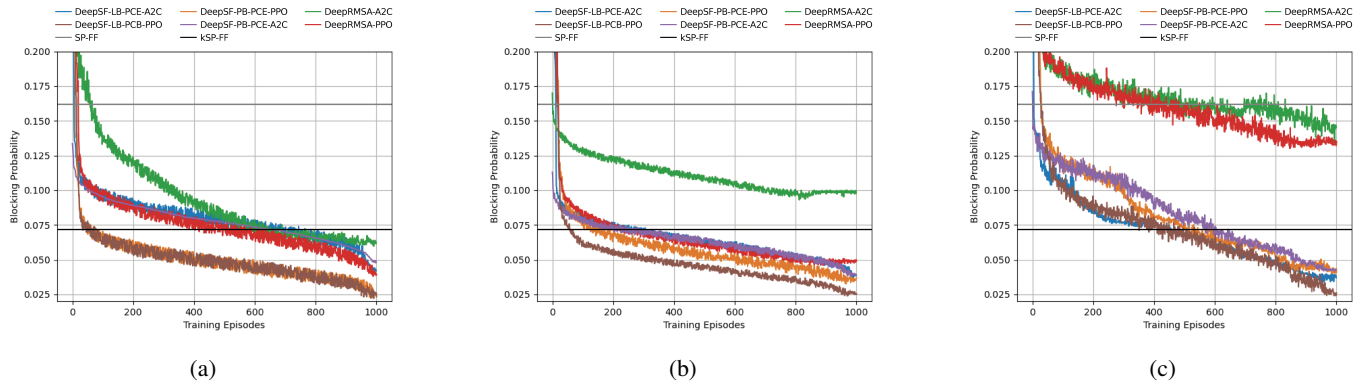 DeepSF-LB-PCE-A2C DeepSF-PB-PCE-PPO DeepRMSA-A2C
DeepSF-LB-PCB-PPO DeepSF-PB-PCE-A2C DeepRMSA-PPO
SP-FF kSP-FF
0.200
0.175
0.150
0.125
0.100
0.075
0.050
0.025
Blocking Probability
0 200 400 600 800 1000
Training Episodes
(a)
DeepSF-LB-PCE-A2C DeepSF-PB-PCE-PPO DeepRMSA-A2C
DeepSF-LB-PCB-PPO DeepSF-PB-PCE-A2C DeepRMSA-PPO
SP-FF kSP-FF
0.200
0.175
0.150
0.125
0.100
0.075
0.050
0.025
Blocking Probability
0 200 400 600 800 1000
Training Episodes
(b)
DeepSF-LB-PCE-A2C DeepSF-PB-PCE-PPO DeepRMSA-A2C
DeepSF-LB-PCB-PPO DeepSF-PB-PCE-A2C DeepRMSA-PPO
SP-FF kSP-FF
0.200
0.175
0.150
0.125
0.100
0.075
0.050
0.025
Blocking Probability
0 200 400 600 800 1000
Training Episodes
(c)